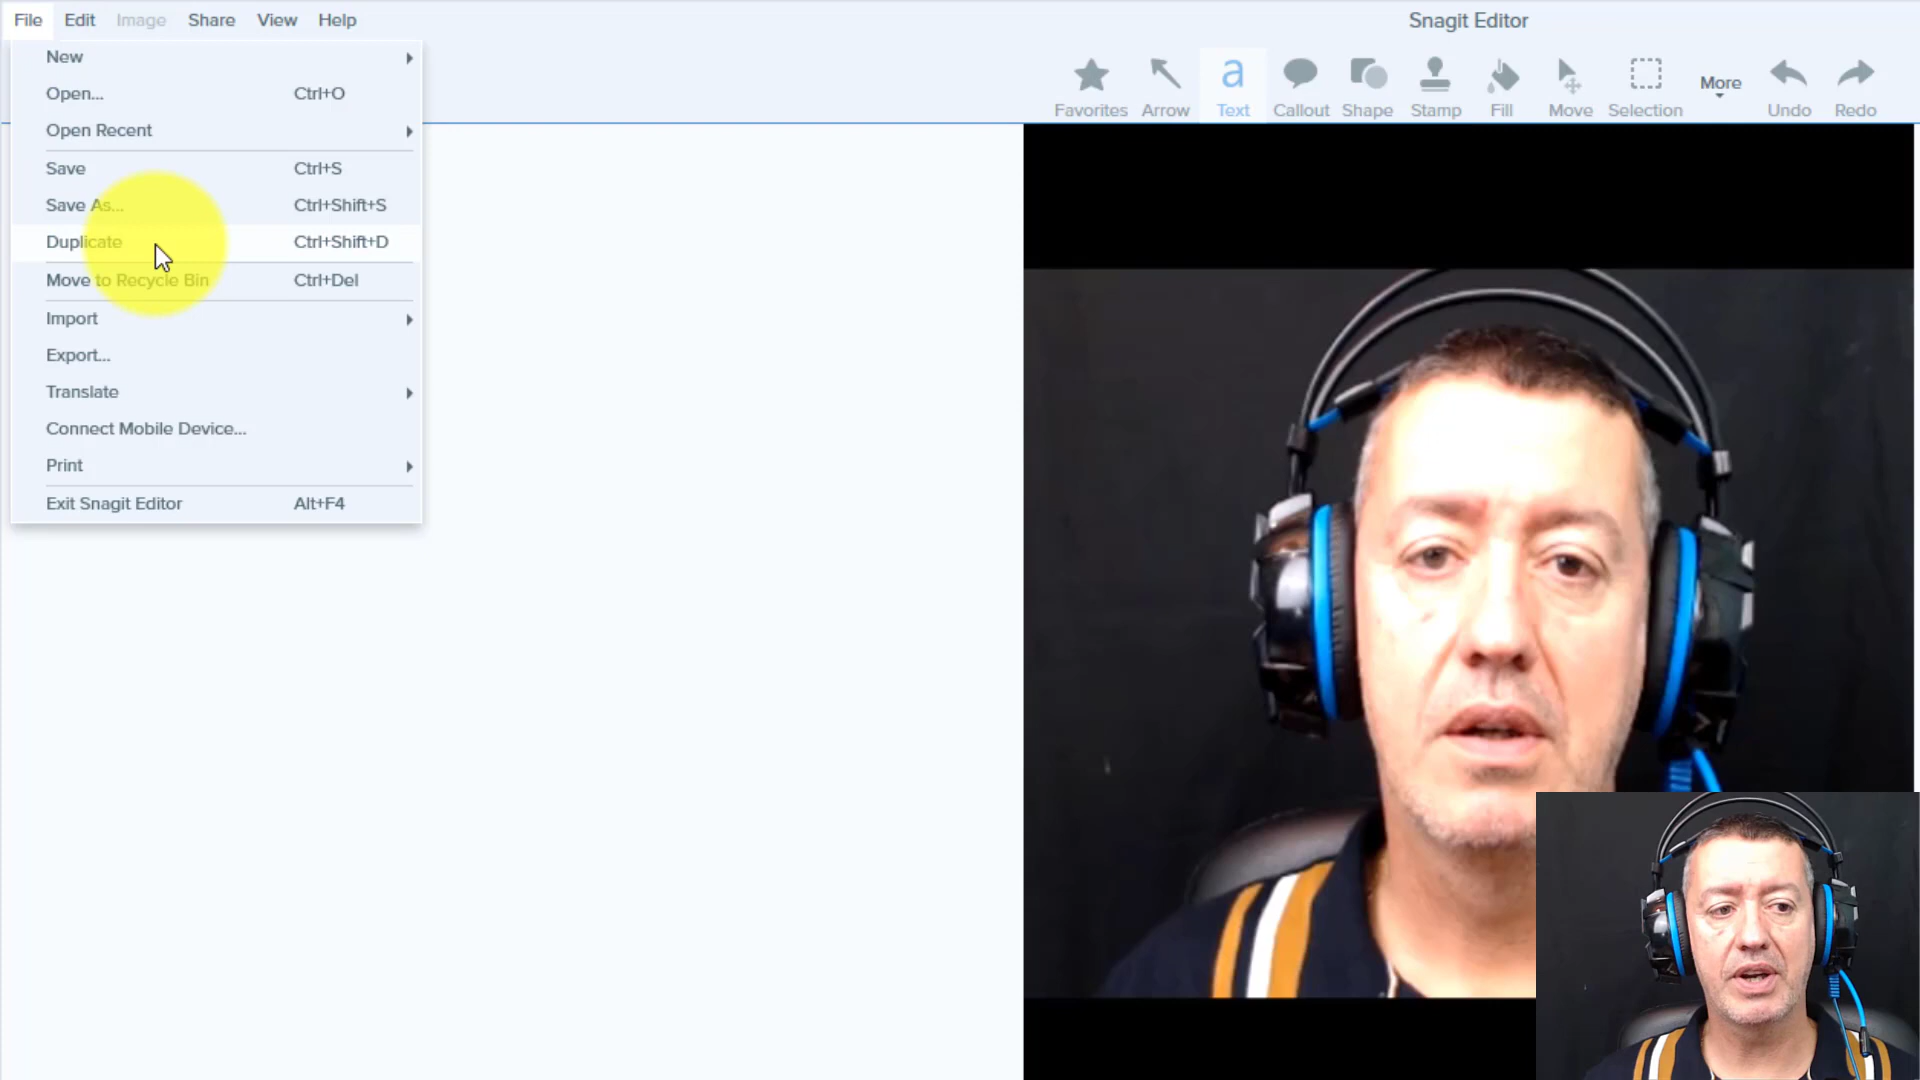 File Edit Image Share View Help
Snagit Editor
Favorites Arrow Text Callout Shape Stamp Fill Move Selection More Undo Redo
a
New
Open... Ctrl+O
Open Recent
Save Ctrl+S
Save As... Ctrl+Shift+S
Duplicate Ctrl+Shift+D
Move to Recycle Bin Ctrl+Del
Import
Export...
Translate
Connect Mobile Device...
Print
Exit Snagit Editor Alt+F4